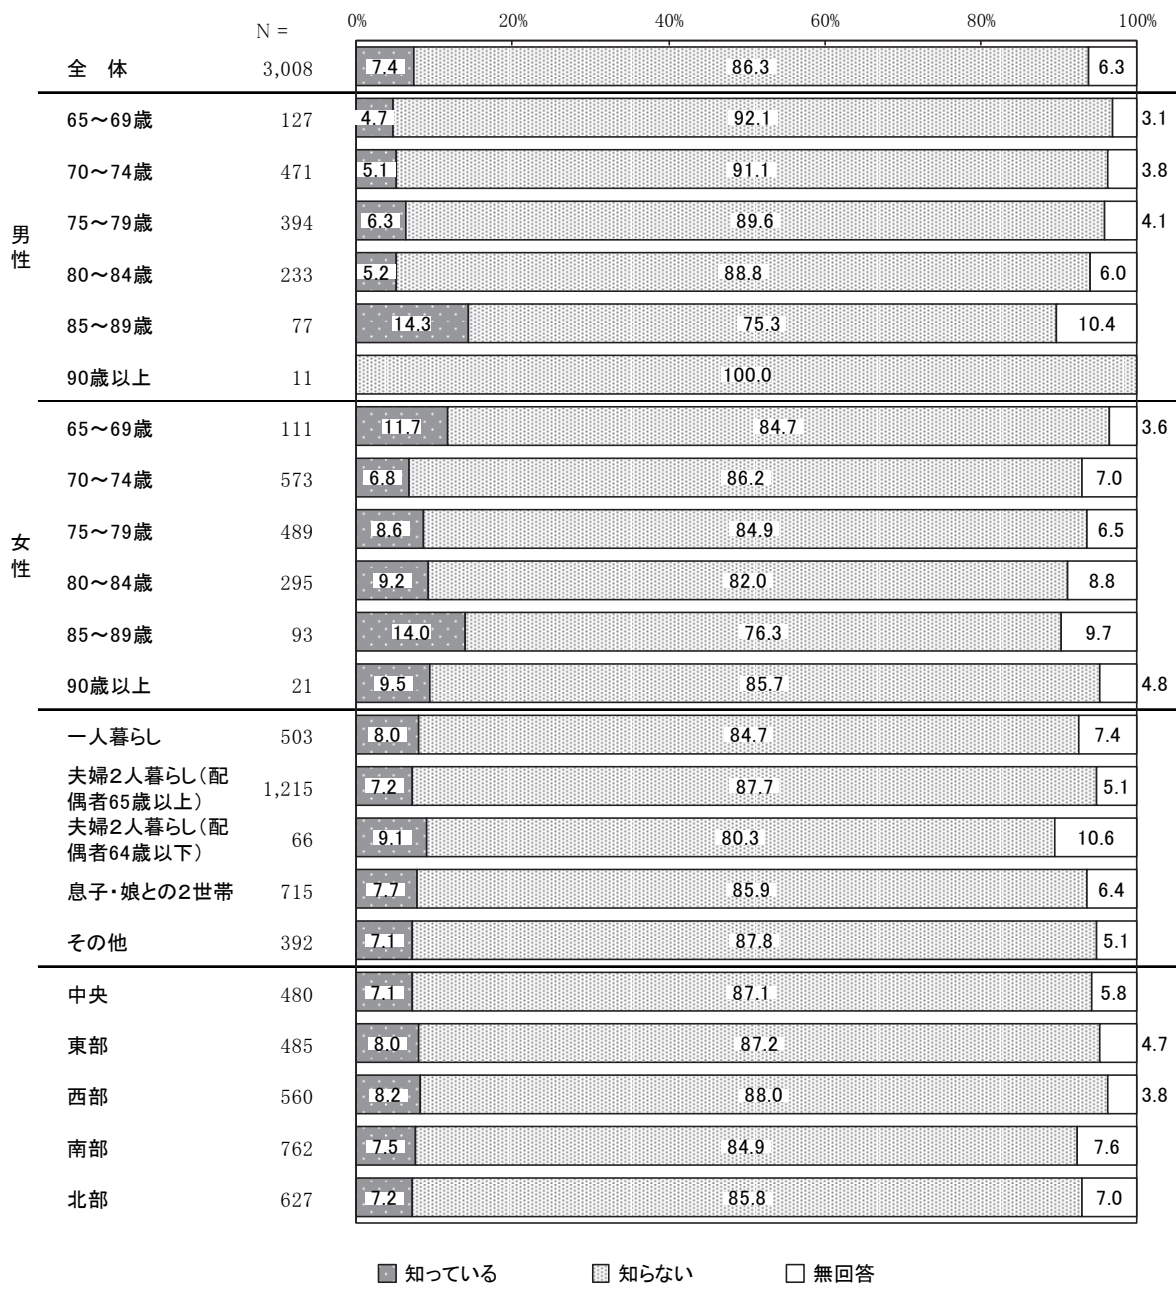 0% 20% 40% 60% 80% 100%
N =
全 体 3,008 7.4 86.3 6.3
男性
65～69歳 127 4.7 92.1 3.1
70～74歳 471 5.1 91.1 3.8
75～79歳 394 6.3 89.6 4.1
80～84歳 233 5.2 88.8 6.0
85～89歳 77 14.3 75.3 10.4
90歳以上 11 100.0
女性
65～69歳 111 11.7 84.7 3.6
70～74歳 573 6.8 86.2 7.0
75～79歳 489 8.6 84.9 6.5
80～84歳 295 9.2 82.0 8.8
85～89歳 93 14.0 76.3 9.7
90歳以上 21 9.5 85.7 4.8
一人暮らし 503 8.0 84.7 7.4
夫婦２人暮らし（配
偶者65歳以上） 1,215 7.2 87.7 5.1
夫婦２人暮らし（配
偶者64歳以下） 66 9.1 80.3 10.6
息子・娘との２世帯 715 7.7 85.9 6.4
その他 392 7.1 87.8 5.1
中央 480 7.1 87.1 5.8
東部 485 8.0 87.2 4.7
西部 560 8.2 88.0 3.8
南部 762 7.5 84.9 7.6
北部 627 7.2 85.8 7.0
知っている 知らない 無回答